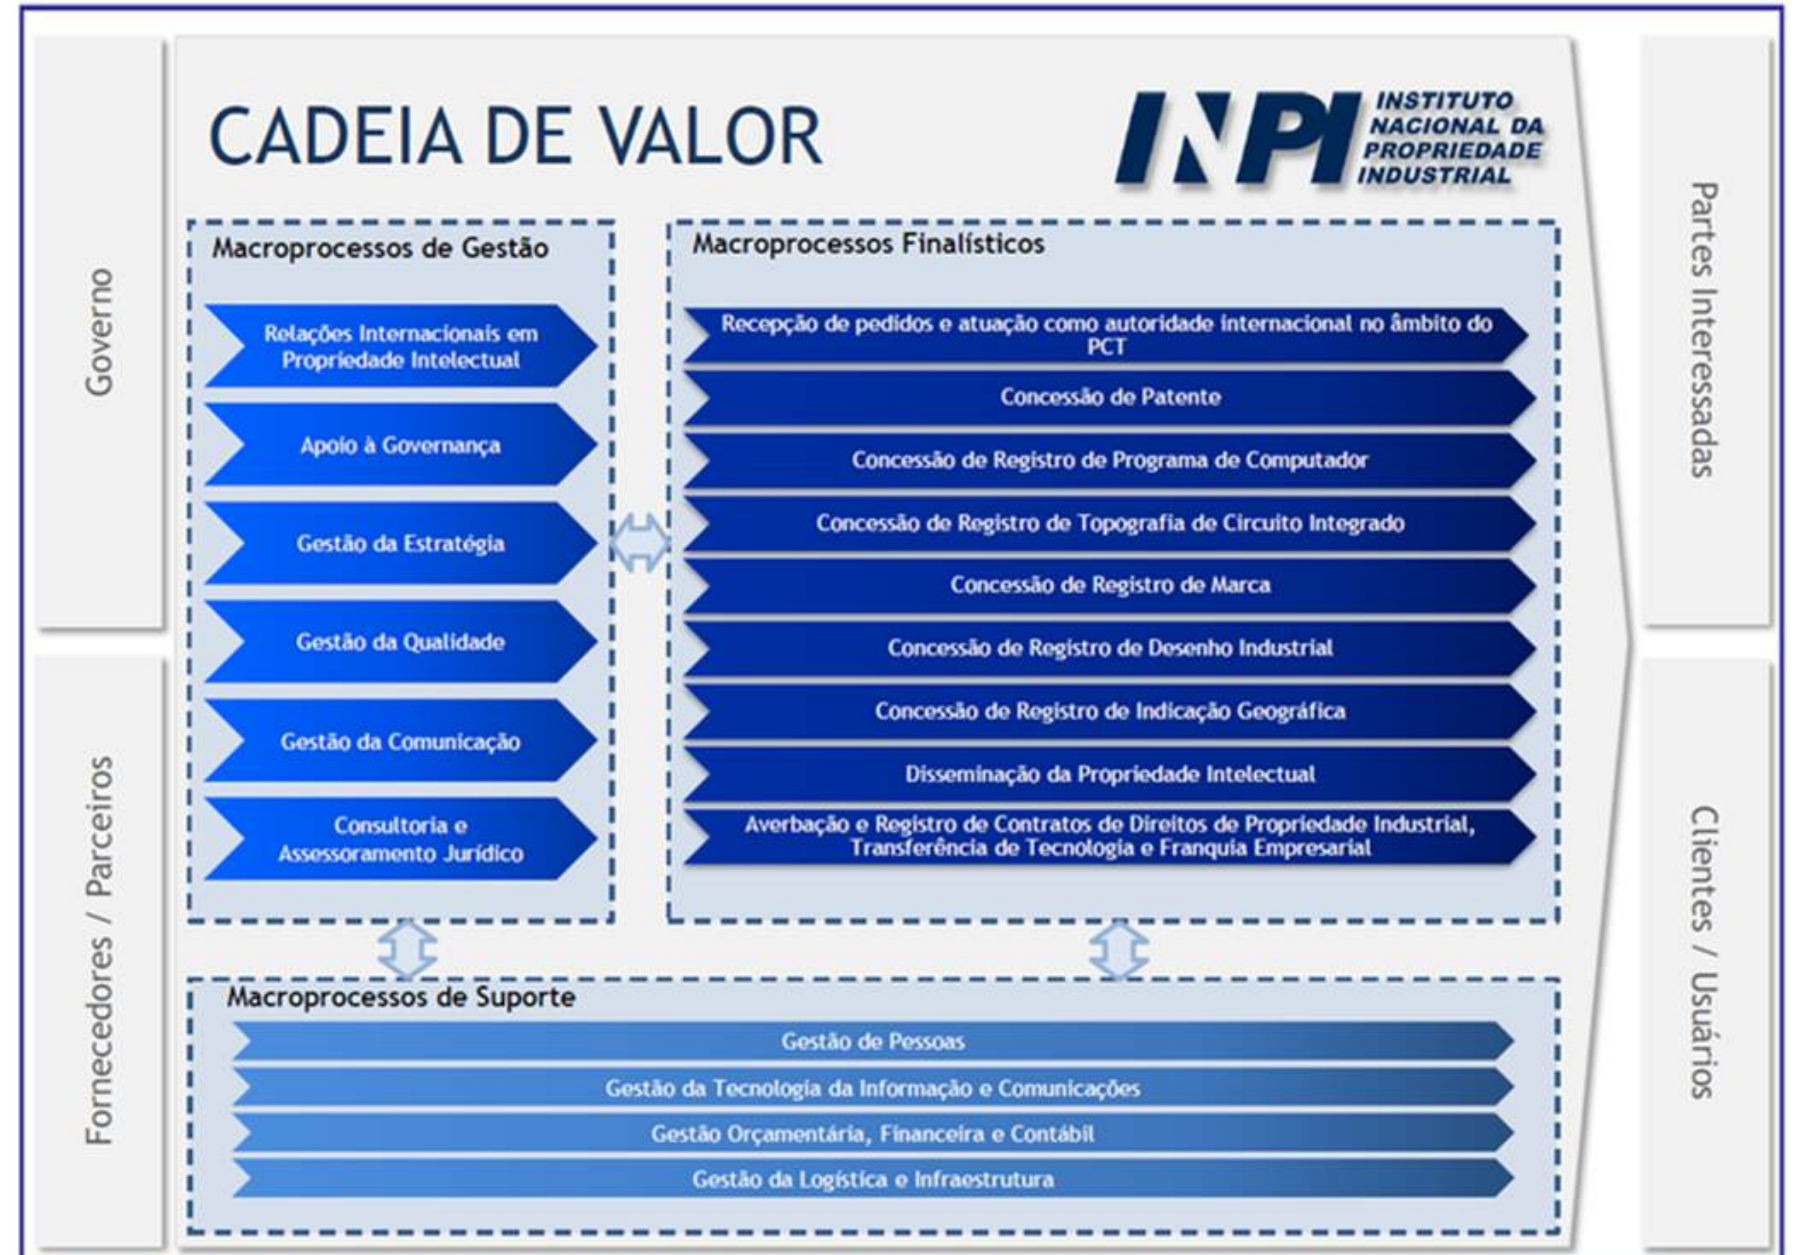 CADEIA DE VALOR
INPI
INSTITUTO
NACIONAL DA
PROPRIEDADE
INDUSTRIAL
Governo
Fornecedores / Parceiros
Macroprocessos de Gestão
Relações Internacionais em
Propriedade Intelectual
Apoio à Governança
Gestão da Estratégia
Gestão da Qualidade
Gestão da Comunicação
Consultoria e
Assessoramento Jurídico
Macroprocessos Finalísticos
Recepção de pedidos e atuação como autoridade internacional no âmbito do
PCT
Concessão de Patente
Concessão de Registro de Programa de Computador
Concessão de Registro de Topografia de Circuito Integrado
Concessão de Registro de Marca
Concessão de Registro de Desenho Industrial
Concessão de Registro de Indicação Geográfica
Disseminação da Propriedade Intelectual
Averbação e Registro de Contratos de Direitos de Propriedade Industrial,
Transferência de Tecnologia e Franquia Empresarial
Macroprocessos de Suporte
Gestão de Pessoas
Gestão da Tecnologia da Informação e Comunicações
Gestão Orçamentária, Financeira e Contábil
Gestão da Logística e Infraestrutura
Partes Interessadas
Clientes / Usuários